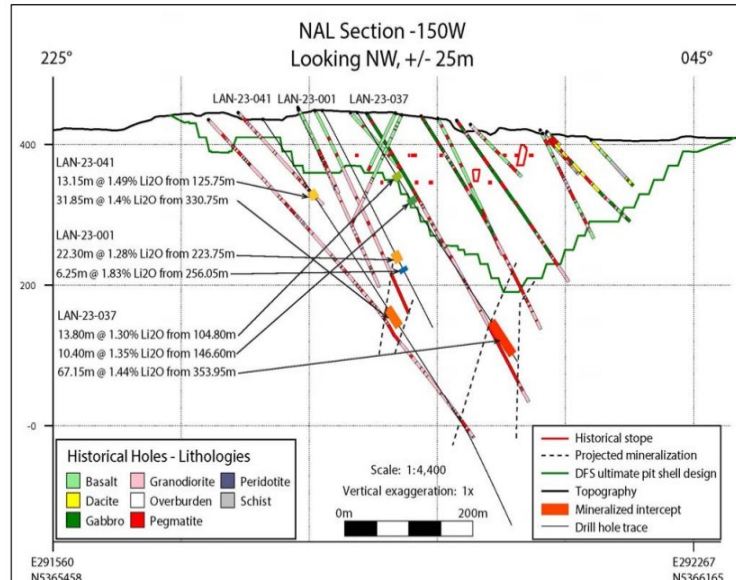 NAL Section -150W
Looking NW, +/- 25m
225°
045°
LAN-23-041
LAN-23-001
LAN-23-037
400
200
-0
LAN-23-041
13.15m @ 1.49% Li2O from 125.75m
31.85m @ 1.4% Li2O from 330.75m
LAN-23-001
22.30m @ 1.28% Li2O from 223.75m
6.25m @ 1.83% Li2O from 256.05m
LAN-23-037
13.80m @ 1.30% Li2O from 104.80m
10.40m @ 1.35% Li2O from 146.60m
67.15m @ 1.44% Li2O from 353.95m
Historical Holes - Lithologies
Basalt
Granodiorite
Peridotite
Dacite
Overburden
Schist
Gabbro
Pegmatite
Scale: 1:4,400
Vertical exaggeration: 1x
0m
200m
Historical stope
Projected mineralization
DFS ultimate pit shell design
Topography
Mineralized intercept
Drill hole trace
E291560
N5365458
E292267
N5366165